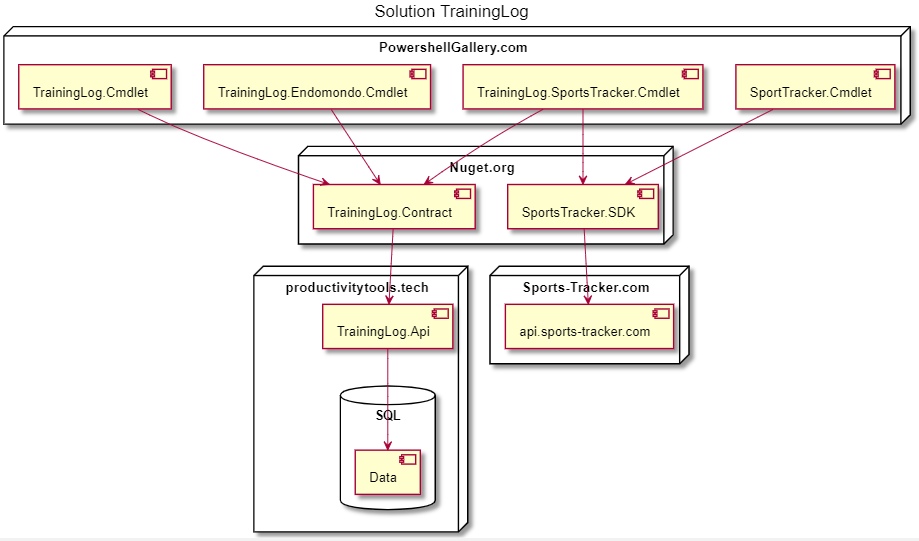 Solution TrainingLog
PowershellGallery.com
TrainingLog.Cmdlet
TrainingLog.Endomondo.Cmdlet
TrainingLog.SportsTracker.Cmdlet
SportTracker.Cmdlet
Nuget.org
TrainingLog.Contract
SportsTracker.SDK
productivitytools.tech
Sports-Tracker.com
TrainingLog.Api
api.sports-tracker.com
SQL
Data